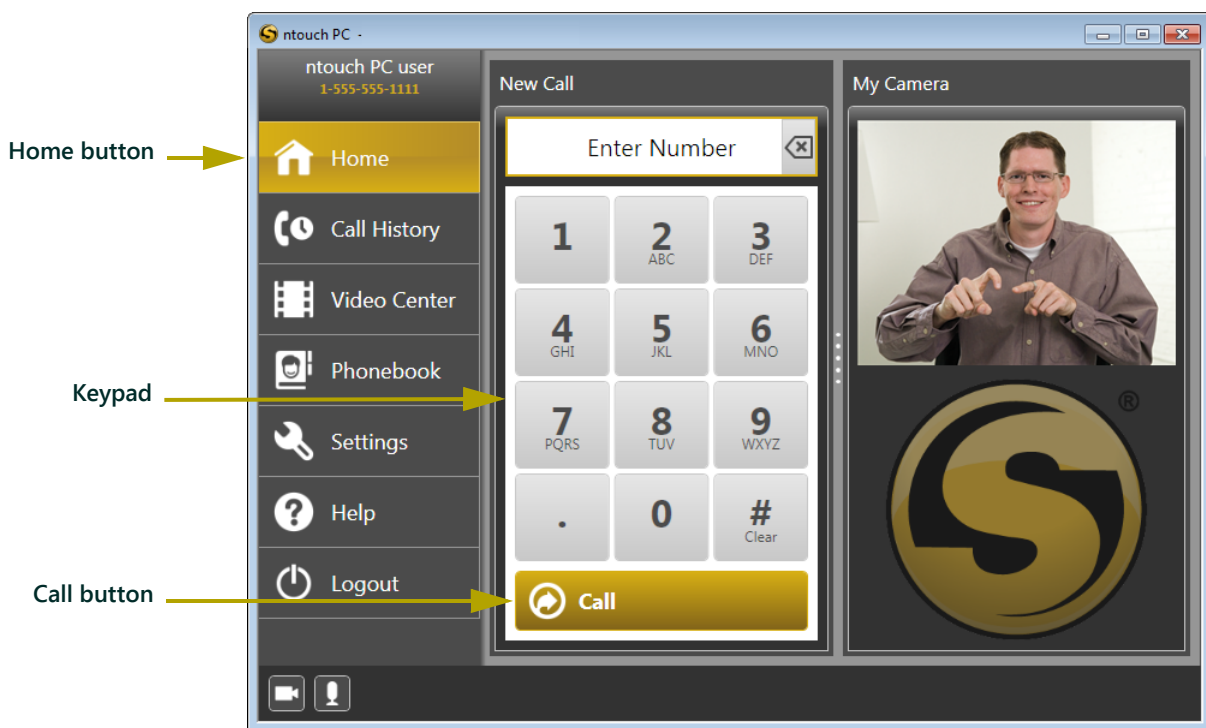 ntouch PC -
ntouch PC user
1-555-555-1111
Home button
Home
Call History
Video Center
Phonebook
Keypad
Settings
Help
Call button
Logout
New Call
Enter Number
1
2
ABC
3
DEF
4
GHI
5
JKL
6
MNO
7
PQRS
8
TUV
9
WXYZ
.
0
#
Clear
Call
My Camera
S
®